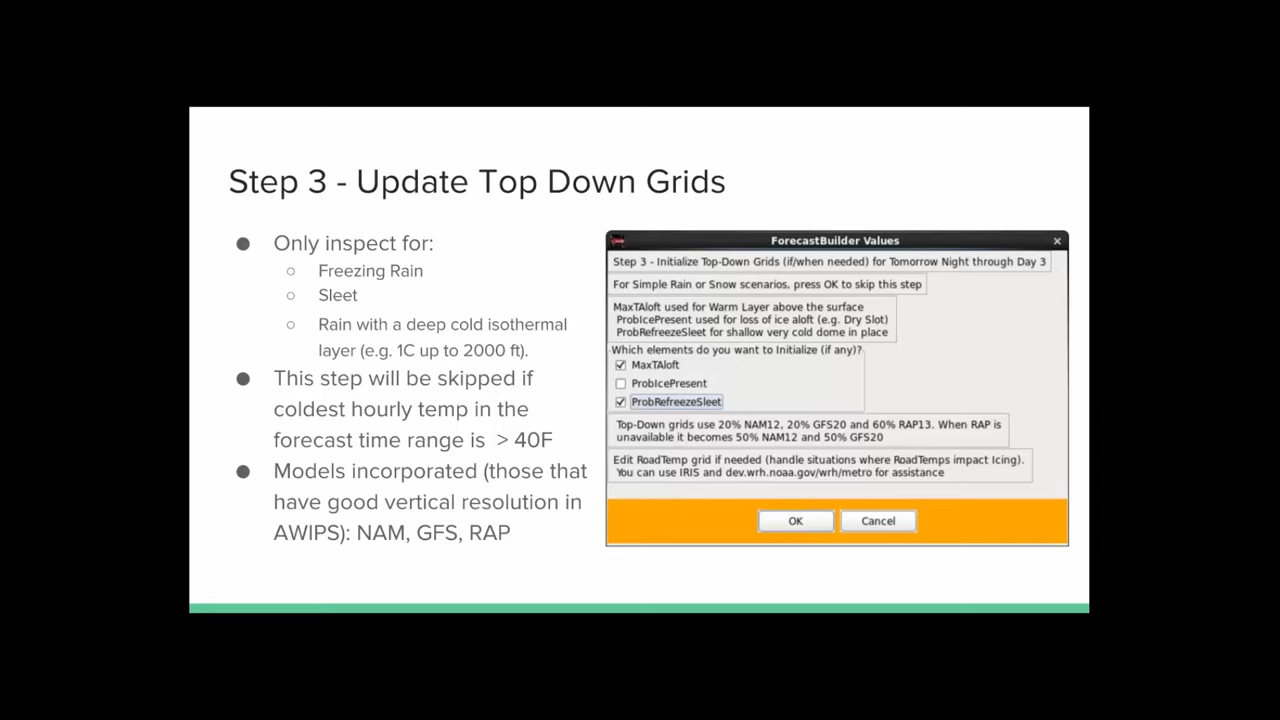 Step 3 - Update Top Down Grids
● Only inspect for:
○ Freezing Rain
○ Sleet
○ Rain with a deep cold isothermal
layer (e.g. 1C up to 2000 ft).
● This step will be skipped if
coldest hourly temp in the
forecast time range is > 40F
● Models incorporated (those that
have good vertical resolution in
AWIPS): NAM, GFS, RAP
ForecastBuilder Values
Step 3 - Initialize Top-Down Grids (if/when needed) for Tomorrow Night through Day 3
For Simple Rain or Snow scenarios, press OK to skip this step
MaxTAloft used for Warm Layer above the surface
ProbIcePresent used for loss of ice aloft (e.g. Dry Slot)
ProbRefreezeSleet for shallow very cold dome in place
Which elements do you want to Initialize (if any)?
MaxTAloft
ProbIcePresent
ProbRefreezeSleet
Top-Down grids use 20% NAM12, 20% GFS20 and 60% RAP13. When RAP is
unavailable it becomes 50% NAM12 and 50% GFS20
Edit RoadTemp grid if needed (handle situations where RoadTemps impact Icing).
You can use IRIS and dev.wrh.noaa.gov/wrh/metro for assistance
OK
Cancel